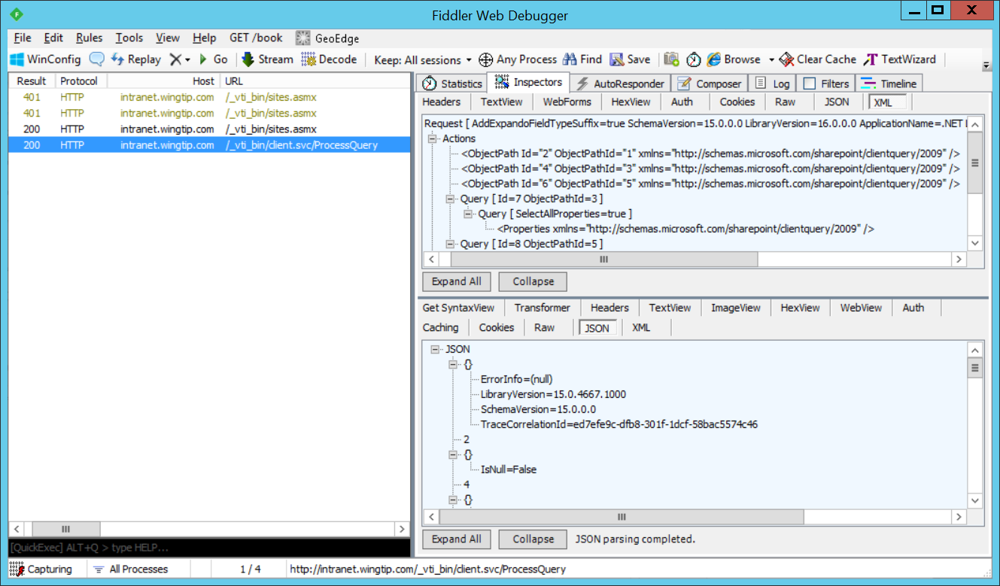 Fiddler Web Debugger
File Edit Rules Tools View Help GET /book GeoEdge
WinConfig Replay Go Stream Decode Keep: All sessions Any Process Find Save Browse Clear Cache TextWizard
Result Protocol Host URL
401 HTTP intranet.wingtip.com /_vti_bin/sites.asmx
401 HTTP intranet.wingtip.com /_vti_bin/sites.asmx
200 HTTP intranet.wingtip.com /_vti_bin/sites.asmx
200 HTTP intranet.wingtip.com /_vti_bin/client.svc/ProcessQuery
[QuickExec] ALT+Q > type HELP...
Statistics Inspectors AutoResponder Composer Log Filters Timeline
Headers TextView WebForms HexView Auth Cookies Raw JSON XML
Request [ AddExpandoFieldTypeSuffix=true SchemaVersion=15.0.0.0 LibraryVersion=16.0.0.0 ApplicationName=.NET
Actions
<ObjectPath Id="2" ObjectPathId="1" xmlns="http://schemas.microsoft.com/sharepoint/clientquery/2009" />
<ObjectPath Id="4" ObjectPathId="3" xmlns="http://schemas.microsoft.com/sharepoint/clientquery/2009" />
<ObjectPath Id="6" ObjectPathId="5" xmlns="http://schemas.microsoft.com/sharepoint/clientquery/2009" />
Query [ Id=7 ObjectPathId=3 ]
Query [ SelectAllProperties=true ]
<Properties xmlns="http://schemas.microsoft.com/sharepoint/clientquery/2009" />
Query [ Id=8 ObjectPathId=5 ]
Expand All Collapse
Get SyntaxView Transformer Headers TextView ImageView HexView WebView Auth
Caching Cookies Raw JSON XML
JSON
{}
ErrorInfo=(null)
LibraryVersion=15.0.4667.1000
SchemaVersion=15.0.0.0
TraceCorrelationId=ed7efe9c-dfb8-301f-1dcf-58bac5574c46
2
{}
IsNull=False
4
{}
Expand All Collapse JSON parsing completed.
Capturing All Processes 1 / 4 http://intranet.wingtip.com/_vti_bin/client.svc/ProcessQuery